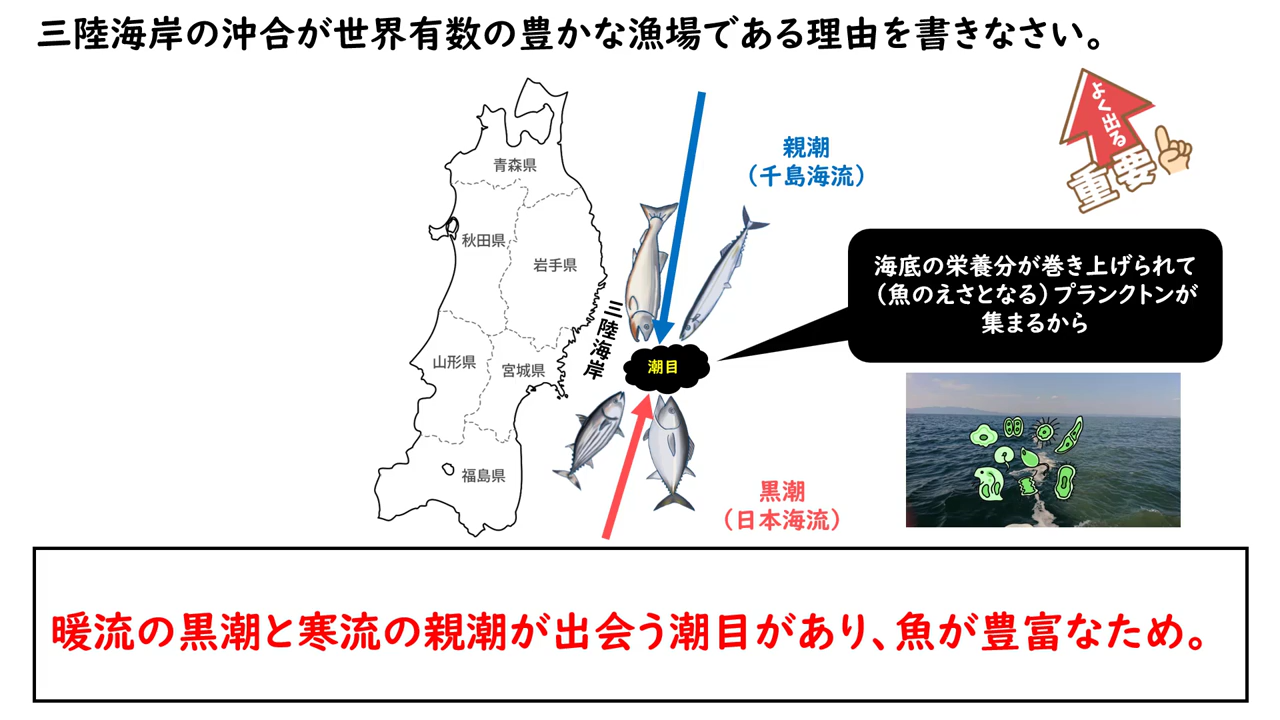 三陸海岸の沖合が世界有数の豊かな漁場である理由を書きなさい。
よく出る
重要
親潮
（千島海流）
青森県
秋田県
岩手県
海底の栄養分が巻き上げられて
（魚のえさとなる）プランクトンが
集まるから
三陸海岸
山形県
宮城県
潮目
福島県
黒潮
（日本海流）
暖流の黒潮と寒流の親潮が出会う潮目があり、魚が豊富なため。